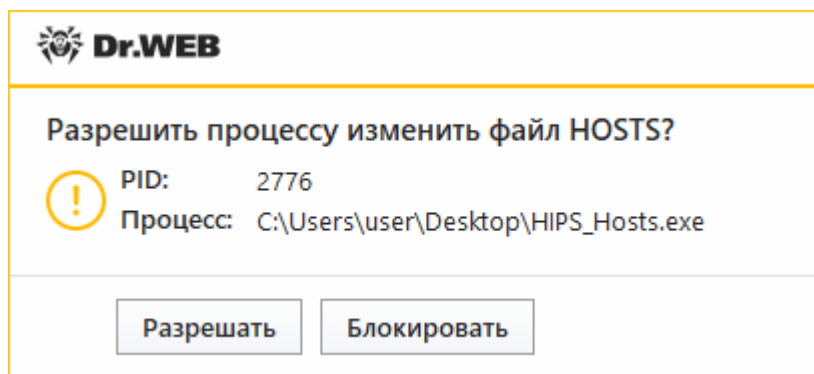 Dr.WEB
Разрешить процессу изменить файл HOSTS?
PID: 2776
Процесс: C:\Users\user\Desktop\HIPS_Hosts.exe
Разрешать Блокировать